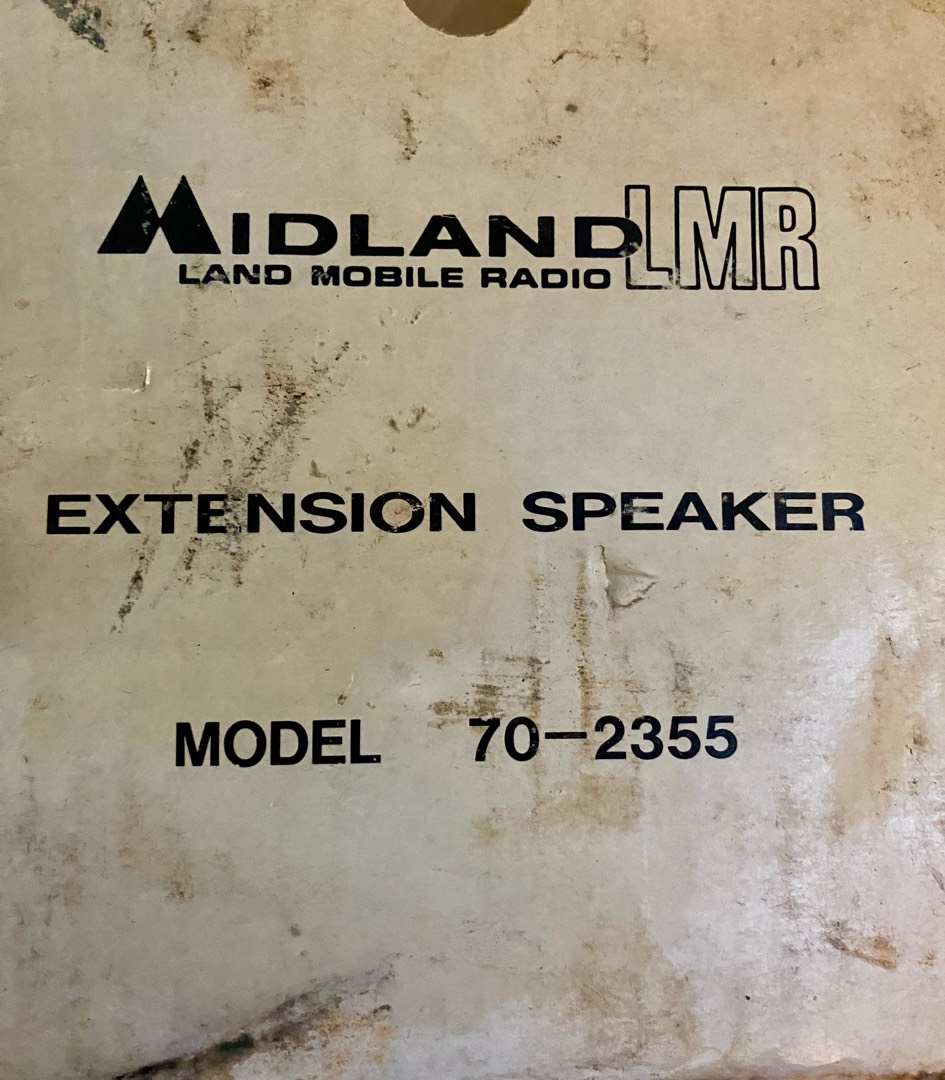 MIDLAND LMR
LAND MOBILE RADIO
EXTENSION SPEAKER
MODEL 70-2355